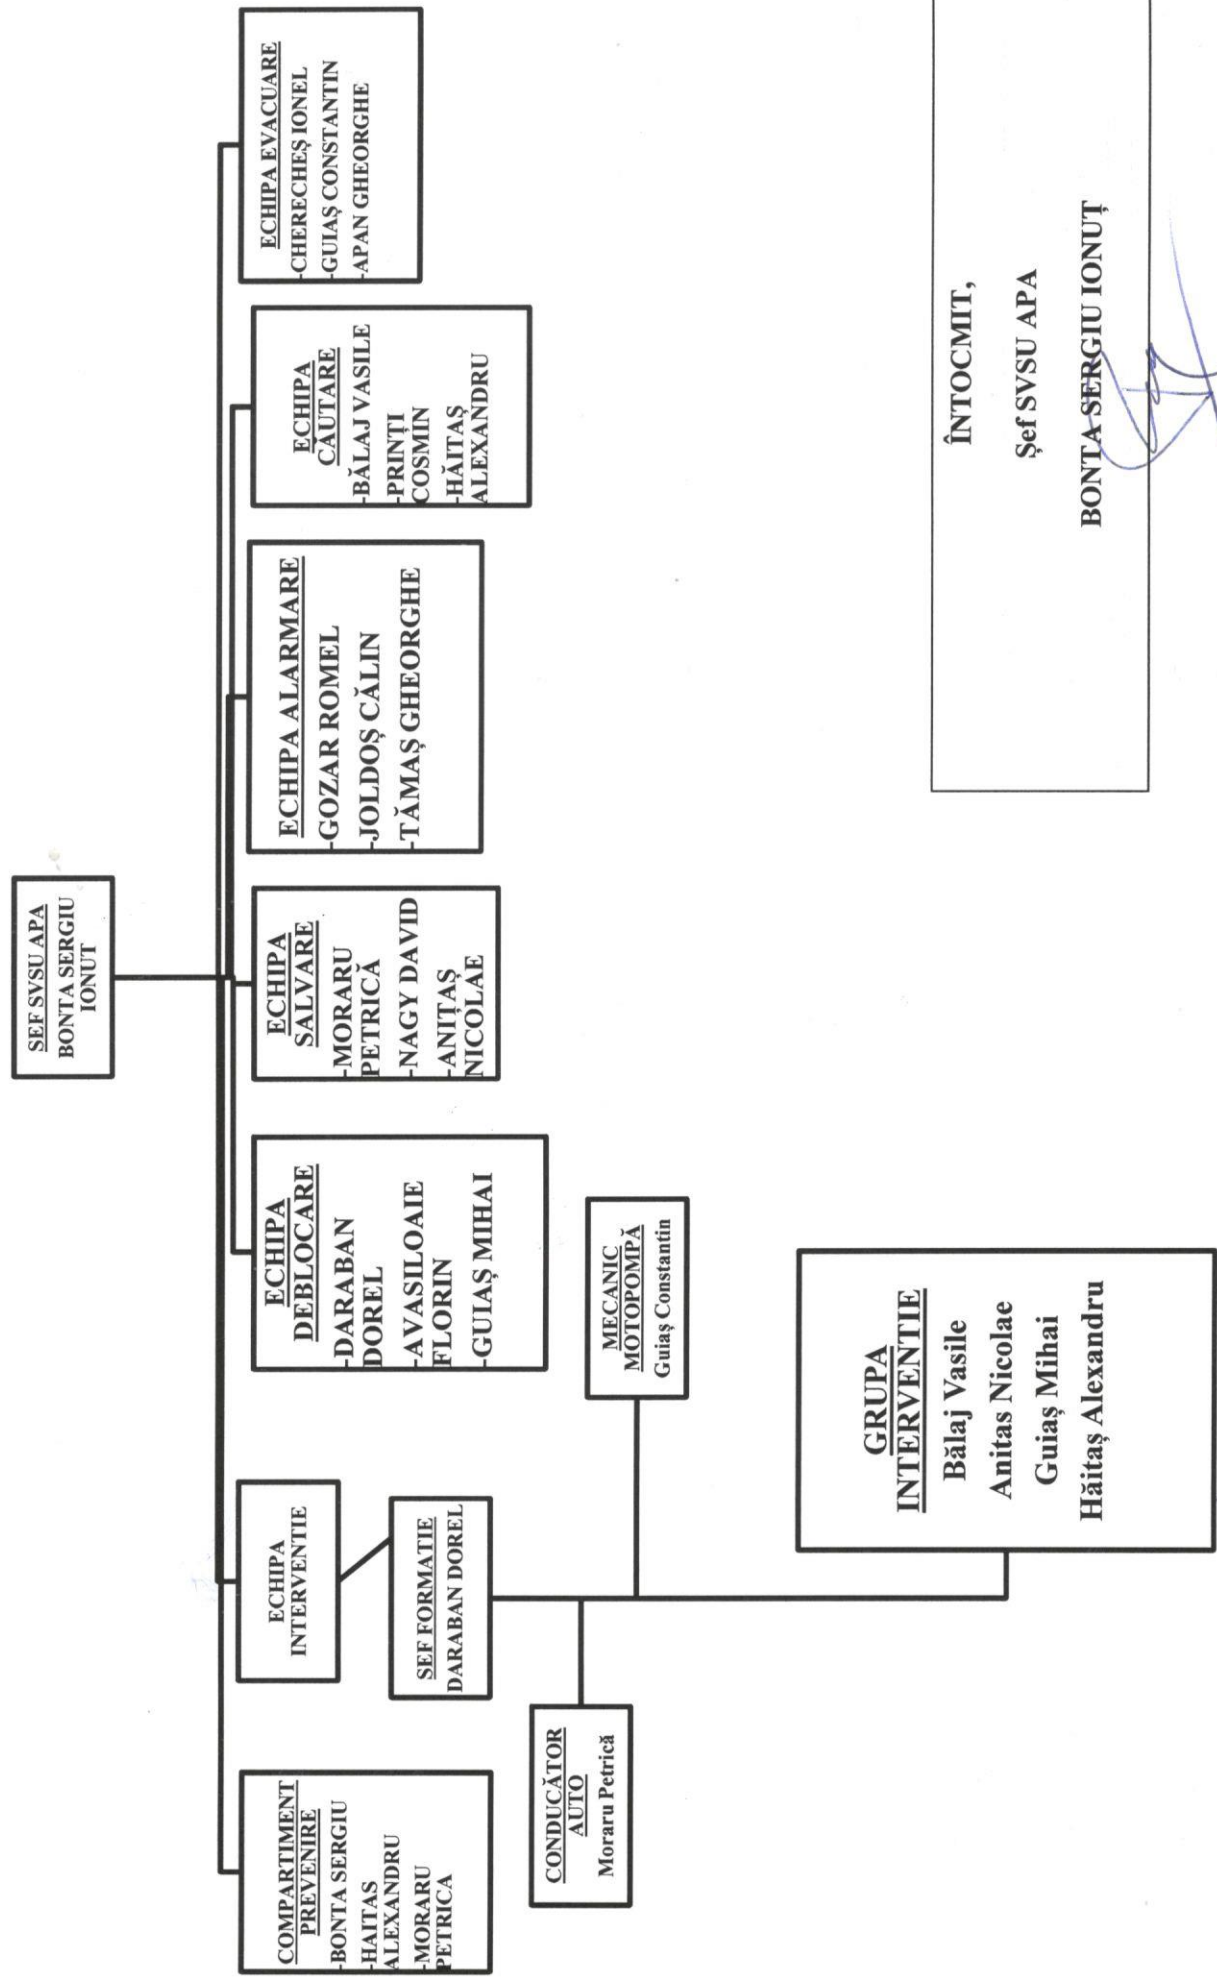 SEF SVSU APA
BONTA SERGIU
IONUT
COMPARTIMENT
PREVENIRE
-BONTA SERGIU
-HAITAS
ALEXANDRU
-MORARU
PETRICA
ECHIPA
INTERVENTIE
ECHIPA
DEBLOCARE
-DARABAN
DOREL
-AVASILOAIE
FLORIN
-GUIAȘ MIHAI
ECHIPA
SALVARE
-MORARU
PETRICĂ
-NAGY DAVID
-ANIȚAȘ
NICOLAE
ECHIPA ALARMARE
-GOZAR ROMEL
-JOLDOȘ CĂLIN
-TĂMAȘ GHEORGHE
ECHIPA
CĂUTARE
-BĂLAJ VASILE
-PRINȚI
COSMIN
-HĂITAȘ
ALEXANDRU
ECHIPA EVACUARE
-CHERECHEȘ IONEL
-GUIAȘ CONSTANTIN
-APAN GHEORGHE
SEF FORMATIE
DARABAN DOREL
CONDUCĂTOR
AUTO
Moraru Petrică
MECANIC
MOTOPOMPĂ
Guiaș Constantin
GRUPA
INTERVENTIE
Bălaj Vasile
Anitas Nicolae
Guiaș Mihai
Hăitaș Alexandru
ÎNTOCMIT,
Șef SVSU APA
BONTA SERGIU IONUȚ